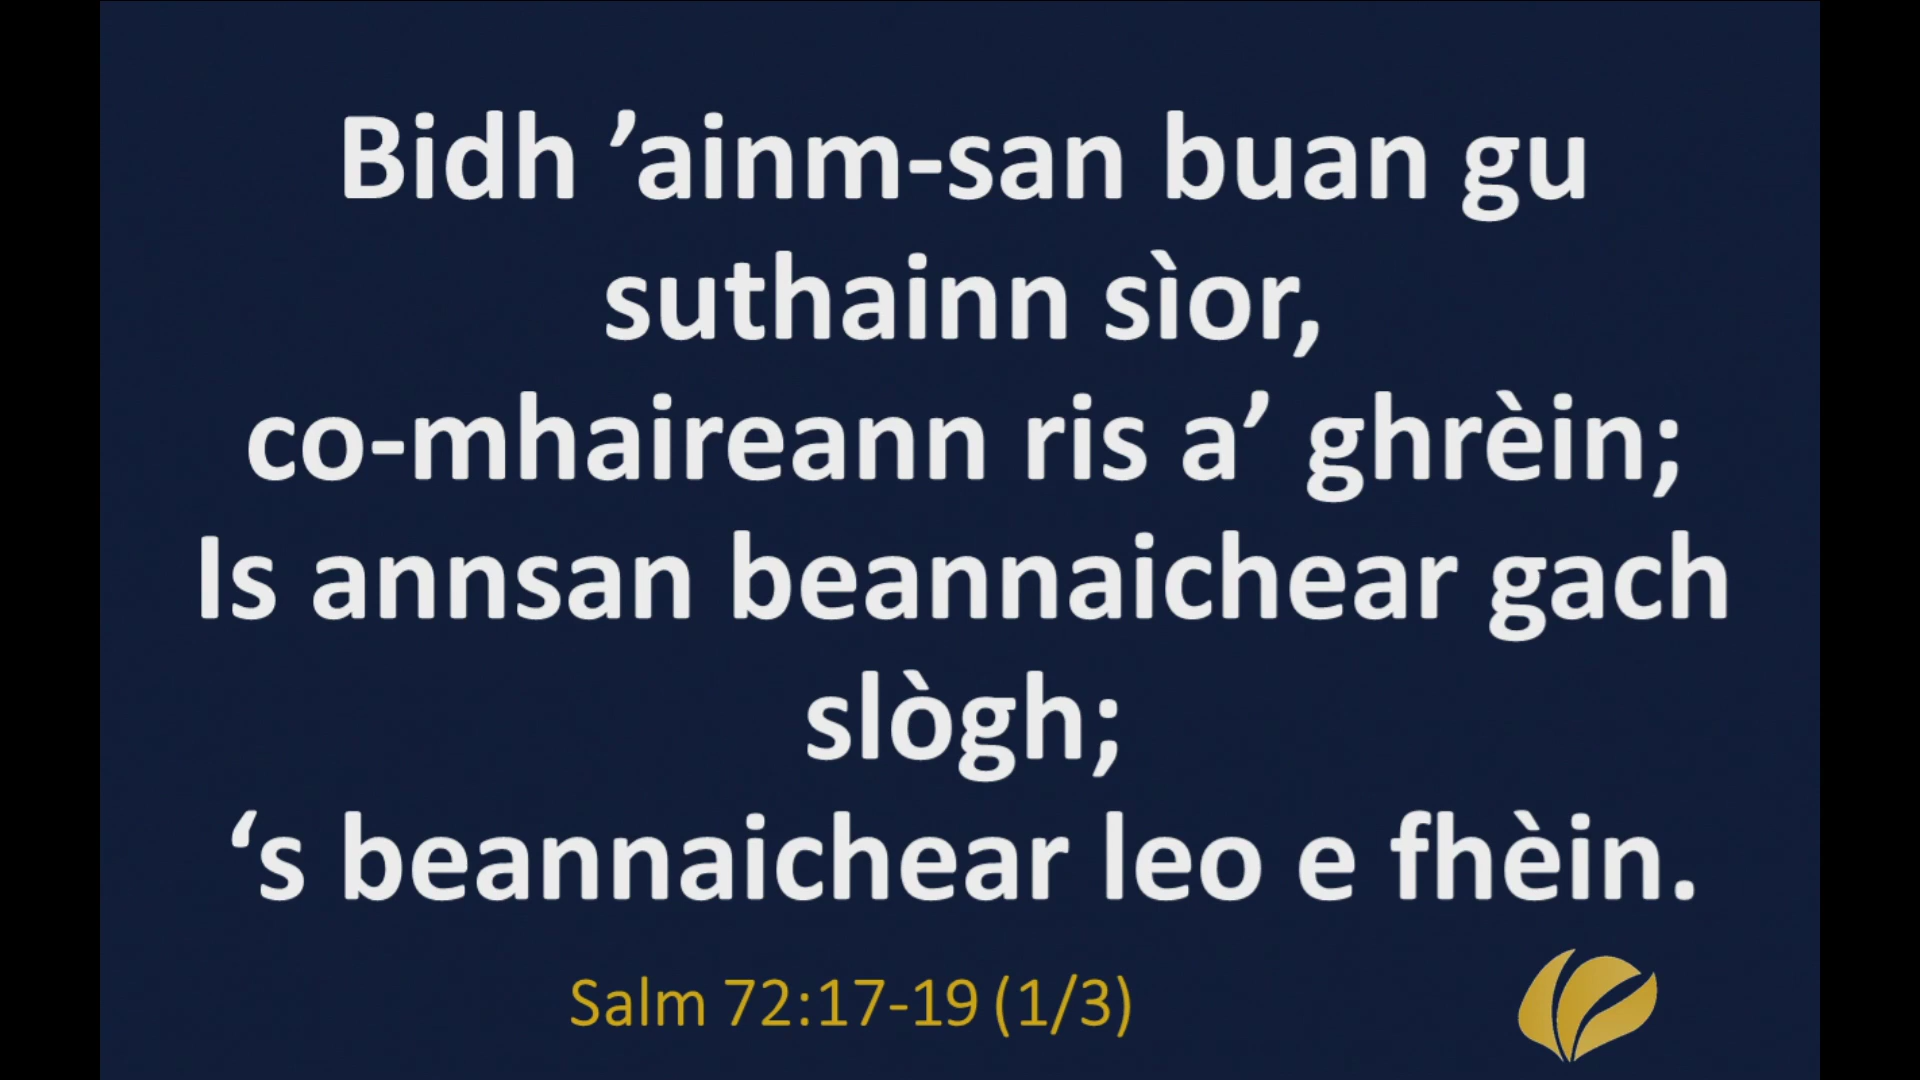 Bidh ’ainm-san buan gu
suthainn sìor,
co-mhaireann ris a’ ghrèin;
Is annsan beannaichear gach
slògh;
‘s beannaichear leo e fhèin.
Salm 72:17-19 (1/3)